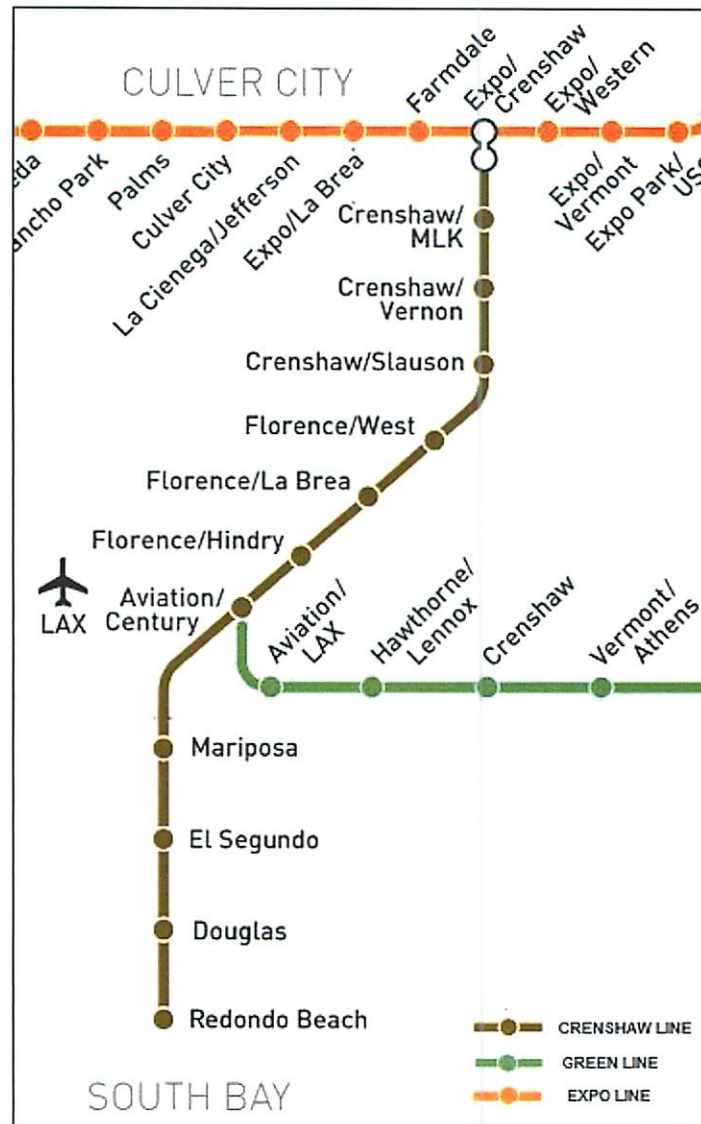 CULVER CITY
Farmdale
Expo/
Crenshaw
Expo/
Western
eda
ancho Park
Palms
Culver City
La Cienega/Jefferson
Expo/La Brea
Expo/
Vermont
Expo Park/
US
Crenshaw/
MLK
Crenshaw/
Vernon
Crenshaw/Slauson
Florence/West
Florence/La Brea
Florence/Hindry
LAX
Aviation/
Century
Aviation/
LAX
Hawthorne/
Lennox
Crenshaw
Vermont/
Athens
Mariposa
El Segundo
Douglas
Redondo Beach
CRENSHAW LINE
GREEN LINE
EXPO LINE
SOUTH BAY